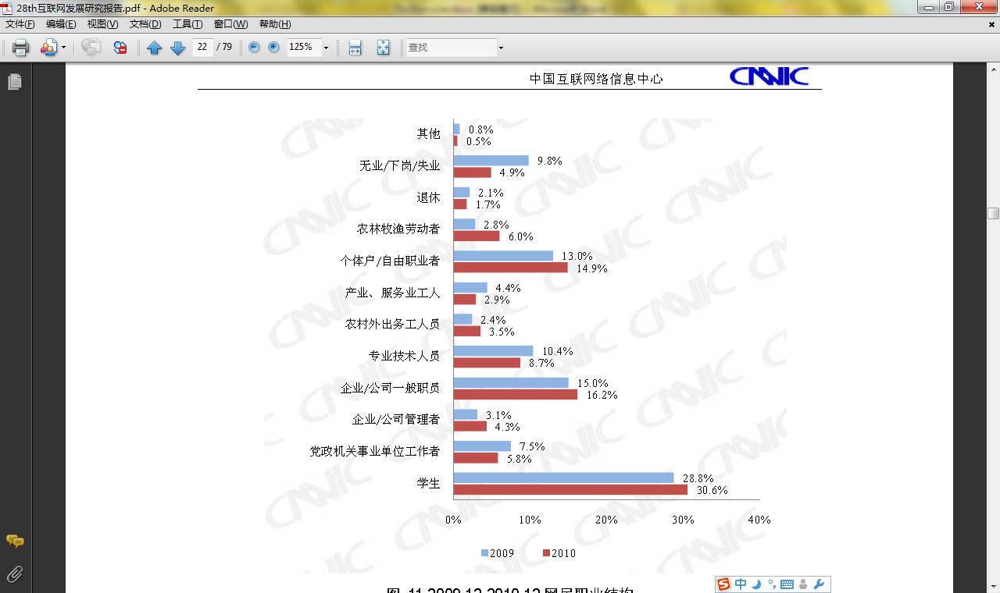 28th互联网发展研究报告.pdf - Adobe Reader
文件(F) 编辑(E) 视图(V) 文档(D) 工具(T) 窗口(W) 帮助(H)
22 / 79 125% 查找
中国互联网络信息中心 CNNIC
其他 0.8%
0.5%
无业/下岗/失业 9.8%
4.9%
退休 2.1%
1.7%
农林牧渔劳动者 2.8%
6.0%
个体户/自由职业者 13.0%
14.9%
产业、服务业工人 4.4%
2.9%
农村外出务工人员 2.4%
3.5%
专业技术人员 10.4%
8.7%
企业/公司一般职员 15.0%
16.2%
企业/公司管理者 3.1%
4.3%
党政机关事业单位工作者 7.5%
5.8%
学生 28.8%
30.6%
0% 10% 20% 30% 40%
2009 2010
图 11 2009.12-2010.12 网民职业结构
中